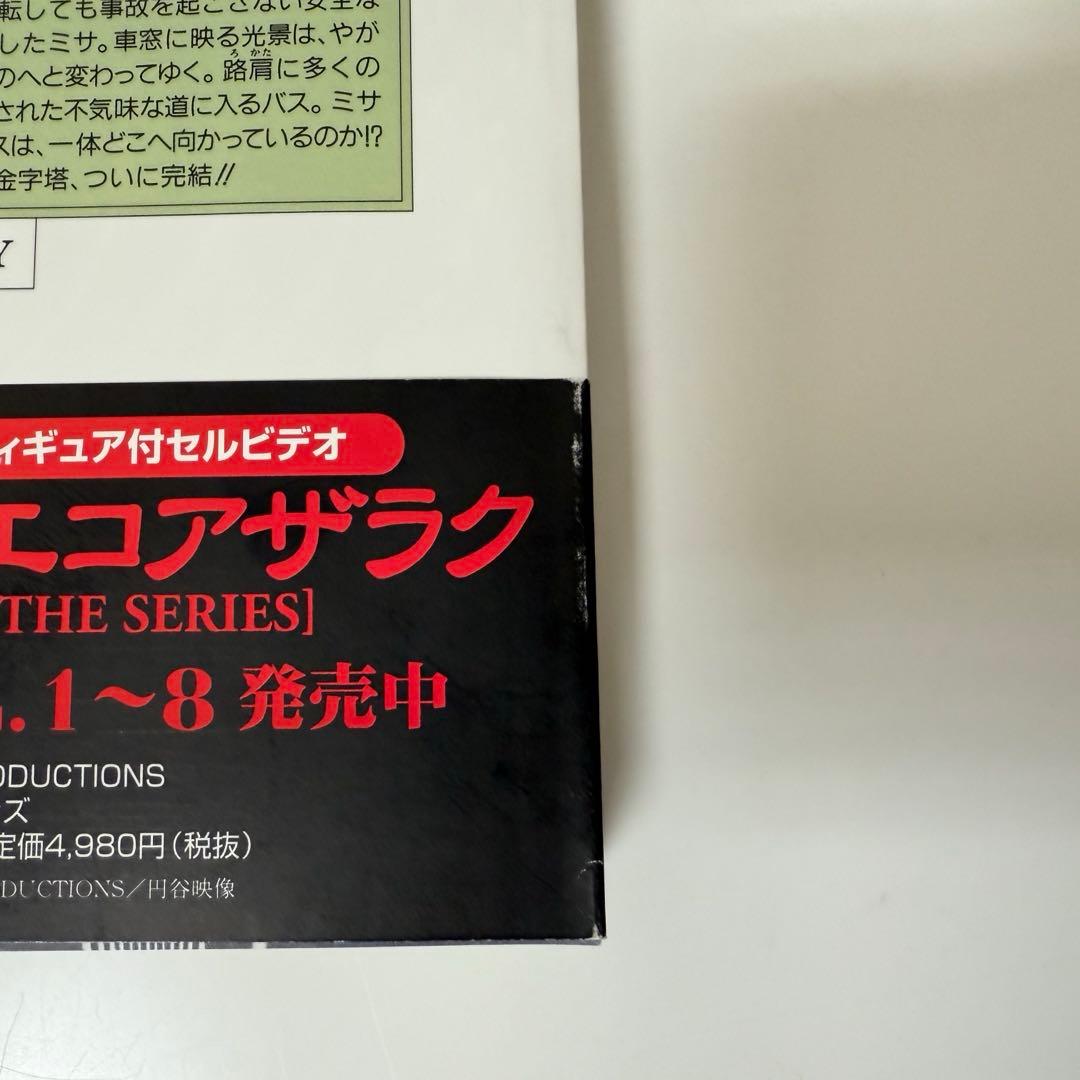 転しても事故を起こさない安全な
したミサ。車窓に映る光景は、やが
のへと変わってゆく。路肩に多くの
された不気味な道に入るバス。ミサ
スは、一体どこへ向かっているのか!?
金字塔、ついに完結!!
Y
ィギュア付セルビデオ
エコアザラク
THE SERIES]
. 1〜8 発売中
ODUCTIONS
ズ
定価4,980円(税抜)
DUCTIONS/円谷映像